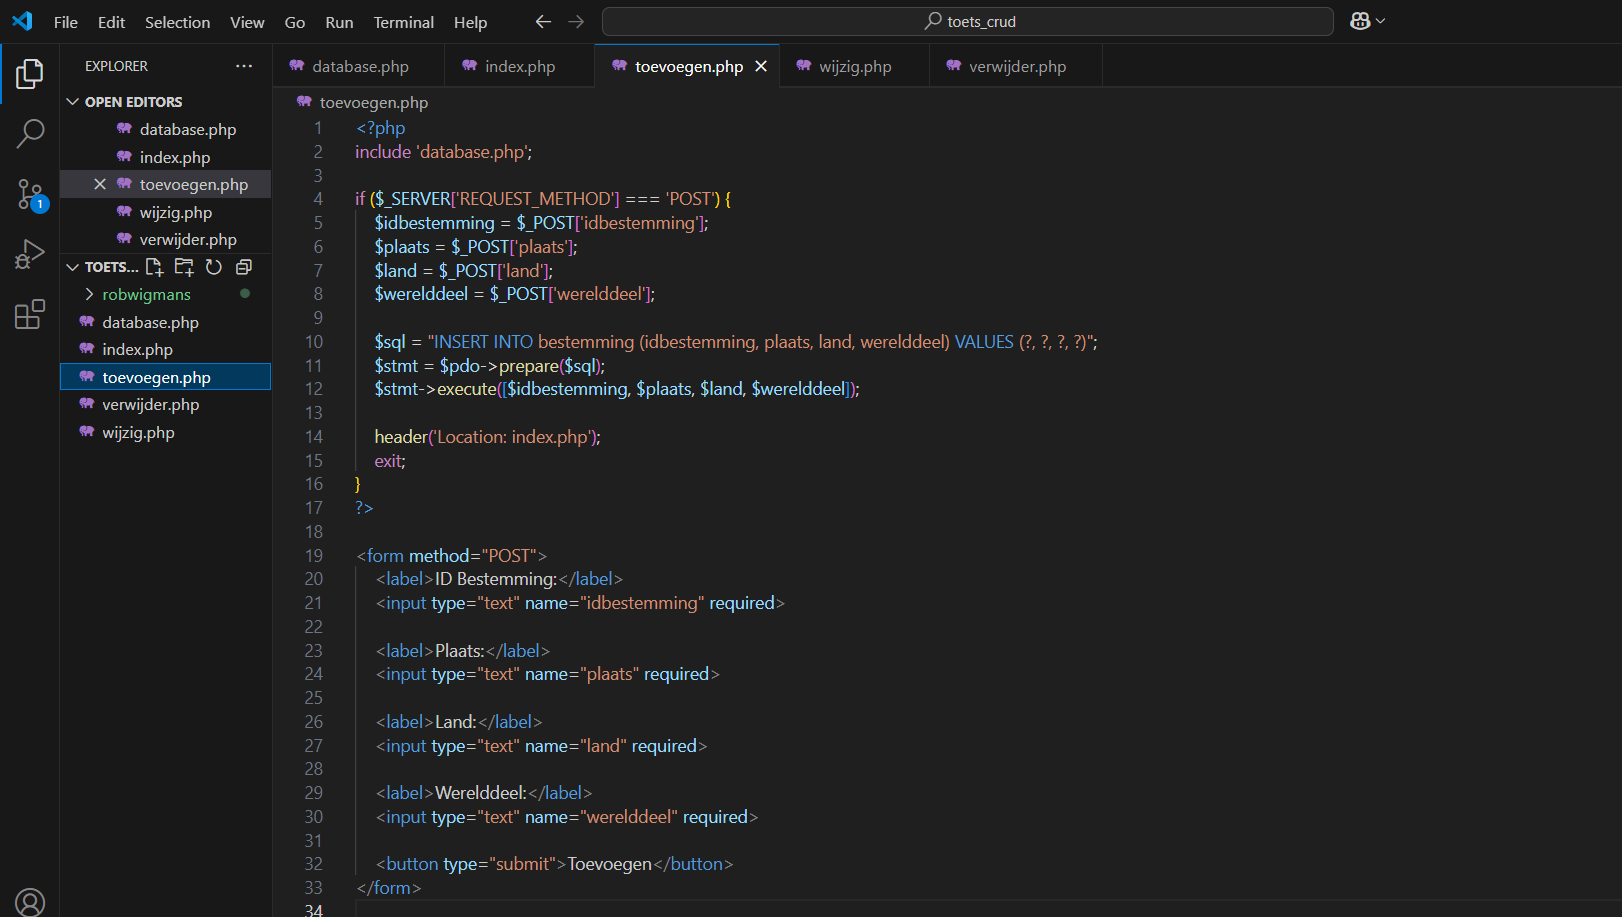 File Edit Selection View Go Run Terminal Help
toets_crud
EXPLORER
OPEN EDITORS
database.php
index.php
toevoegen.php
wijzig.php
verwijder.php
1
TOETS...
robwigmans
database.php
index.php
toevoegen.php
verwijder.php
wijzig.php
database.php index.php toevoegen.php wijzig.php verwijder.php
toevoegen.php
1 <?php
2 include 'database.php';
3
4 if ($_SERVER['REQUEST_METHOD'] === 'POST') {
5 $idbestemming = $_POST['idbestemming'];
6 $plaats = $_POST['plaats'];
7 $land = $_POST['land'];
8 $werelddeel = $_POST['werelddeel'];
9
10 $sql = "INSERT INTO bestemming (idbestemming, plaats, land, werelddeel) VALUES (?, ?, ?, ?)";
11 $stmt = $pdo->prepare($sql);
12 $stmt->execute([$idbestemming, $plaats, $land, $werelddeel]);
13
14 header('Location: index.php');
15 exit;
16 }
17 ?>
18
19 <form method="POST">
20 <label>ID Bestemming:</label>
21 <input type="text" name="idbestemming" required>
22
23 <label>Plaats:</label>
24 <input type="text" name="plaats" required>
25
26 <label>Land:</label>
27 <input type="text" name="land" required>
28
29 <label>Werelddeel:</label>
30 <input type="text" name="werelddeel" required>
31
32 <button type="submit">Toevoegen</button>
33 </form>
34